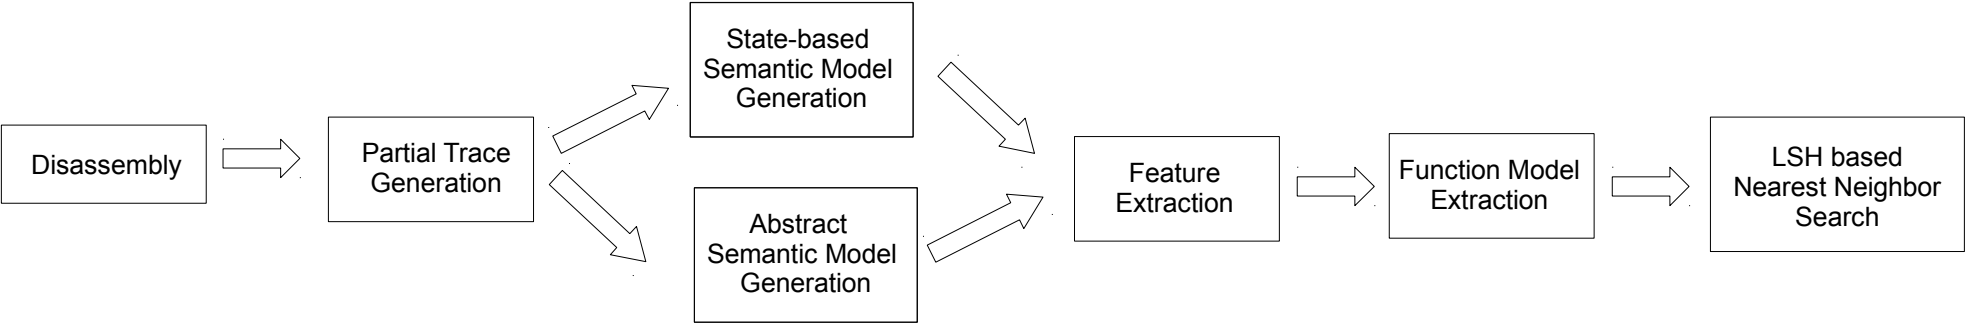 Disassembly
Partial Trace
Generation
State-based
Semantic Model
Generation
Abstract
Semantic Model
Generation
Feature
Extraction
Function Model
Extraction
LSH based
Nearest Neighbor
Search